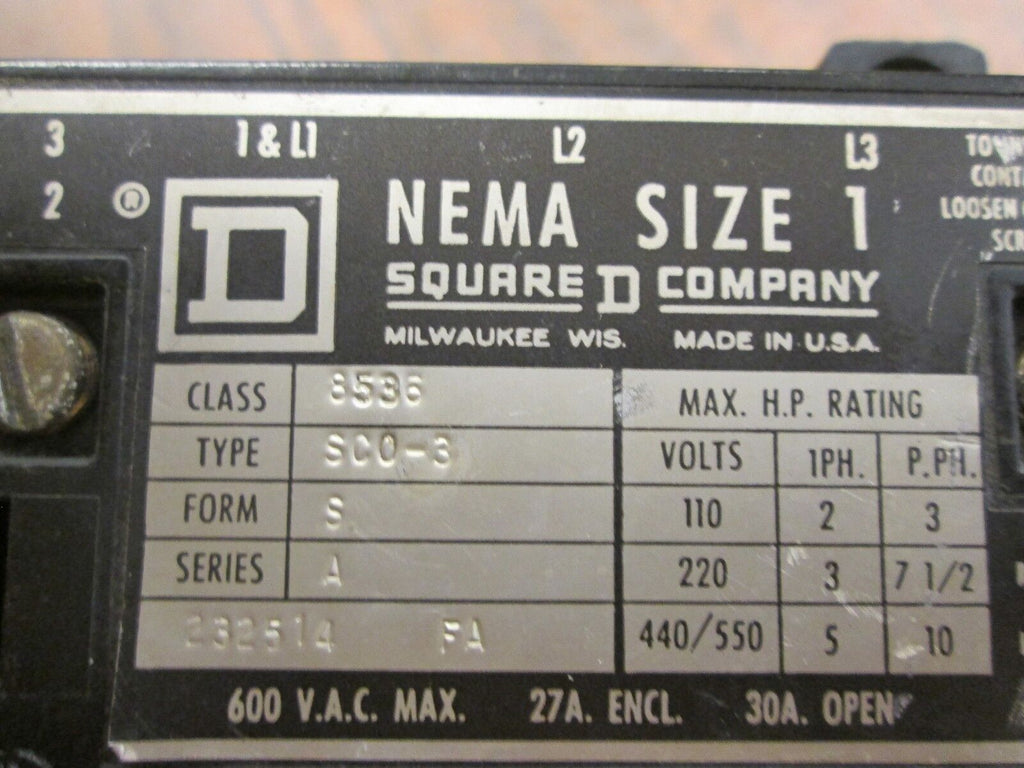 3 1 & L1 L2 L3
2 ® D NEMA SIZE 1
LOOSEN
SQUARE D COMPANY
MILWAUKEE WIS. MADE IN U.S.A.
CLASS 8536 MAX. H.P. RATING
TYPE SCO-3 VOLTS 1PH. P.PH.
FORM S 110 2 3
SERIES A 220 3 7 1/2
232514 FA 440/550 5 10
600 V.A.C. MAX. 27A. ENCL. 30A. OPEN